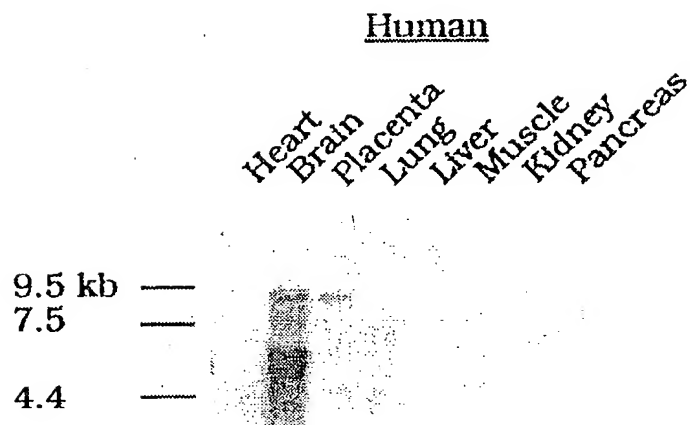 Human
Heart
Brain
Placenta
Lung
Liver
Muscle
Kidney
Pancreas
9.5 kb
7.5
4.4